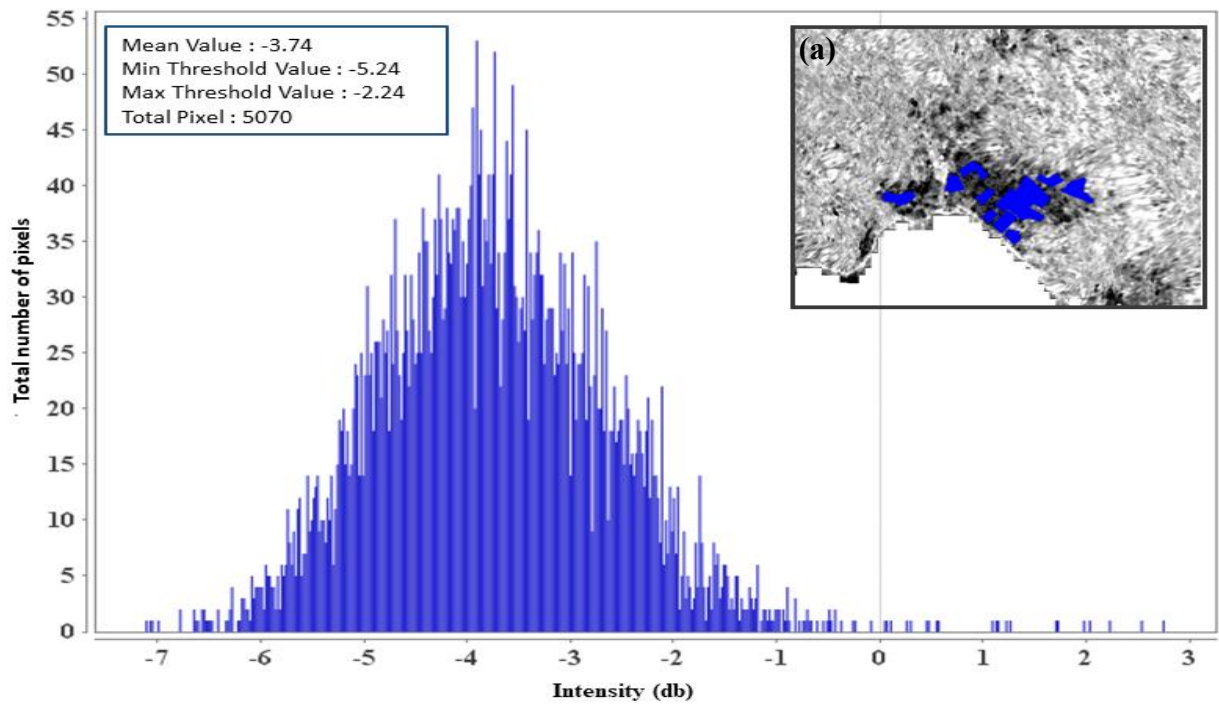 55
50
45
40
35
30
25
20
15
10
5
0
Total number of pixels
Mean Value : -3.74
Min Threshold Value : -5.24
Max Threshold Value : -2.24
Total Pixel : 5070
(a)
-7 -6 -5 -4 -3 -2 -1 0 1 2 3
Intensity (db)